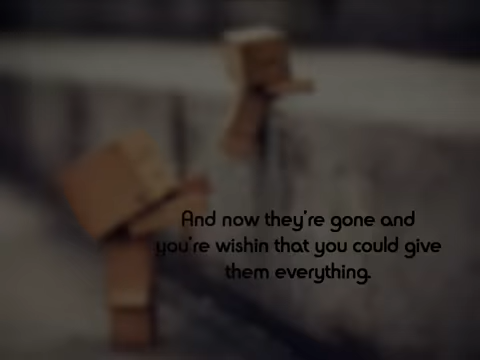 And now they're gone and
you're wishin that you could give
them everything.